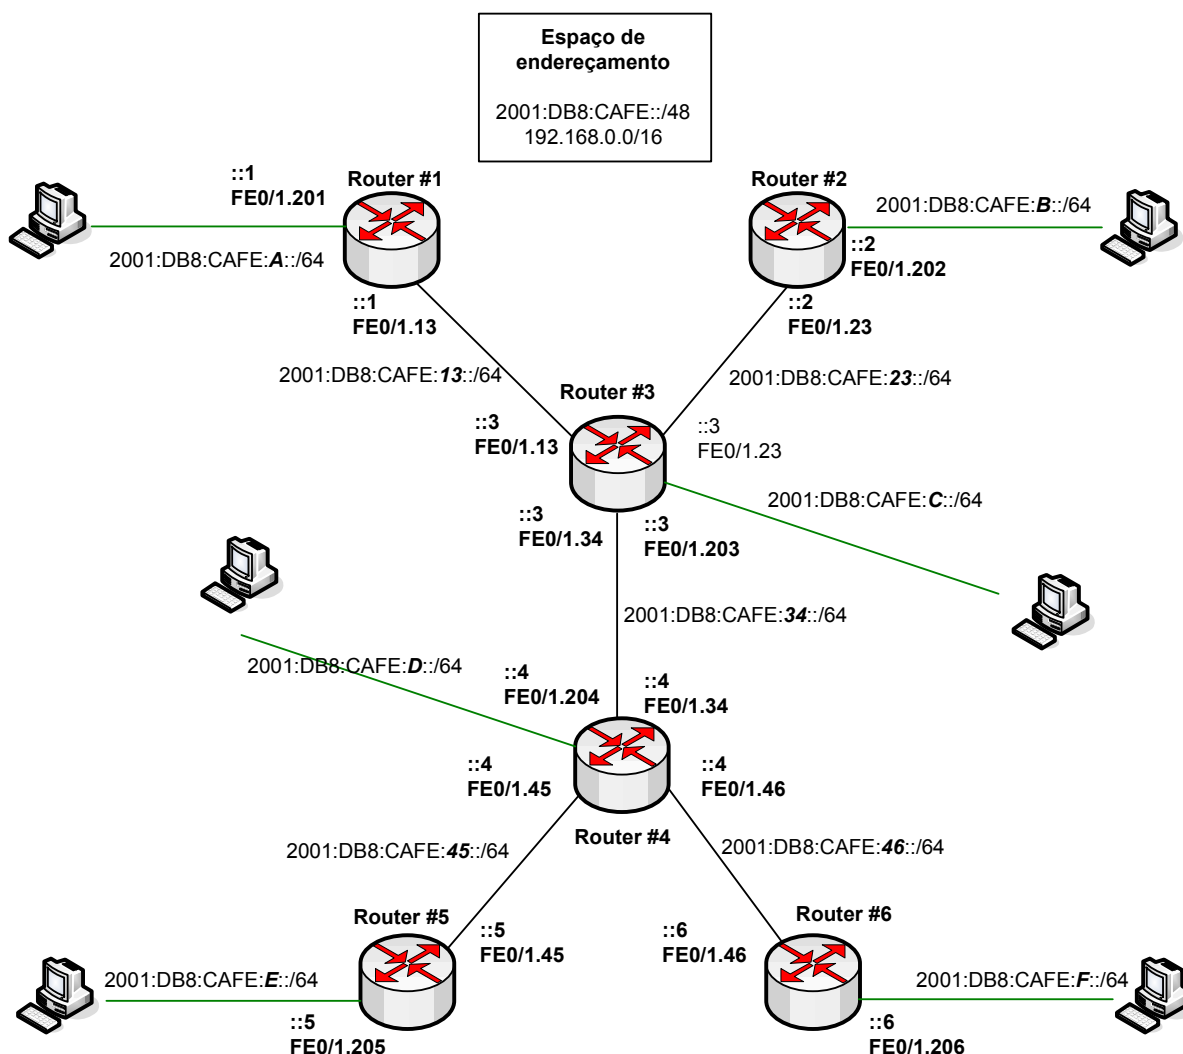 Espaço de
endereçamento
2001:DB8:CAFE::/48
192.168.0.0/16
::1
FE0/1.201
Router #1
2001:DB8:CAFE:A::/64
::1
FE0/1.13
Router #2
2001:DB8:CAFE:B::/64
::2
FE0/1.202
::2
FE0/1.23
2001:DB8:CAFE:13::/64
2001:DB8:CAFE:23::/64
Router #3
::3
FE0/1.13
::3
FE0/1.23
2001:DB8:CAFE:C::/64
::3
FE0/1.34
::3
FE0/1.203
2001:DB8:CAFE:34::/64
2001:DB8:CAFE:D::/64
::4
FE0/1.204
::4
FE0/1.34
::4
FE0/1.45
::4
FE0/1.46
Router #4
2001:DB8:CAFE:45::/64
2001:DB8:CAFE:46::/64
Router #5
::5
FE0/1.45
2001:DB8:CAFE:E::/64
::5
FE0/1.205
Router #6
::6
FE0/1.46
2001:DB8:CAFE:F::/64
::6
FE0/1.206